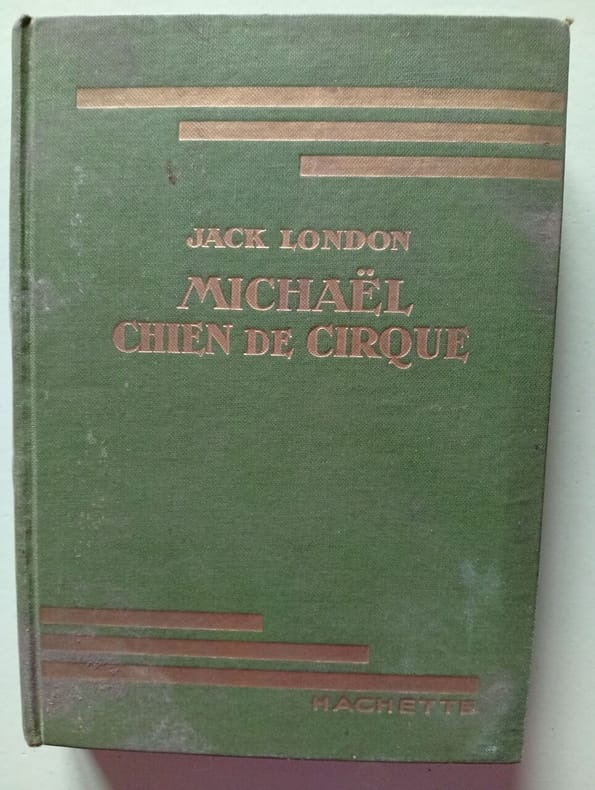 JACK LONDON
MICHAËL
CHIEN DE CIRQUE
HACHETTE